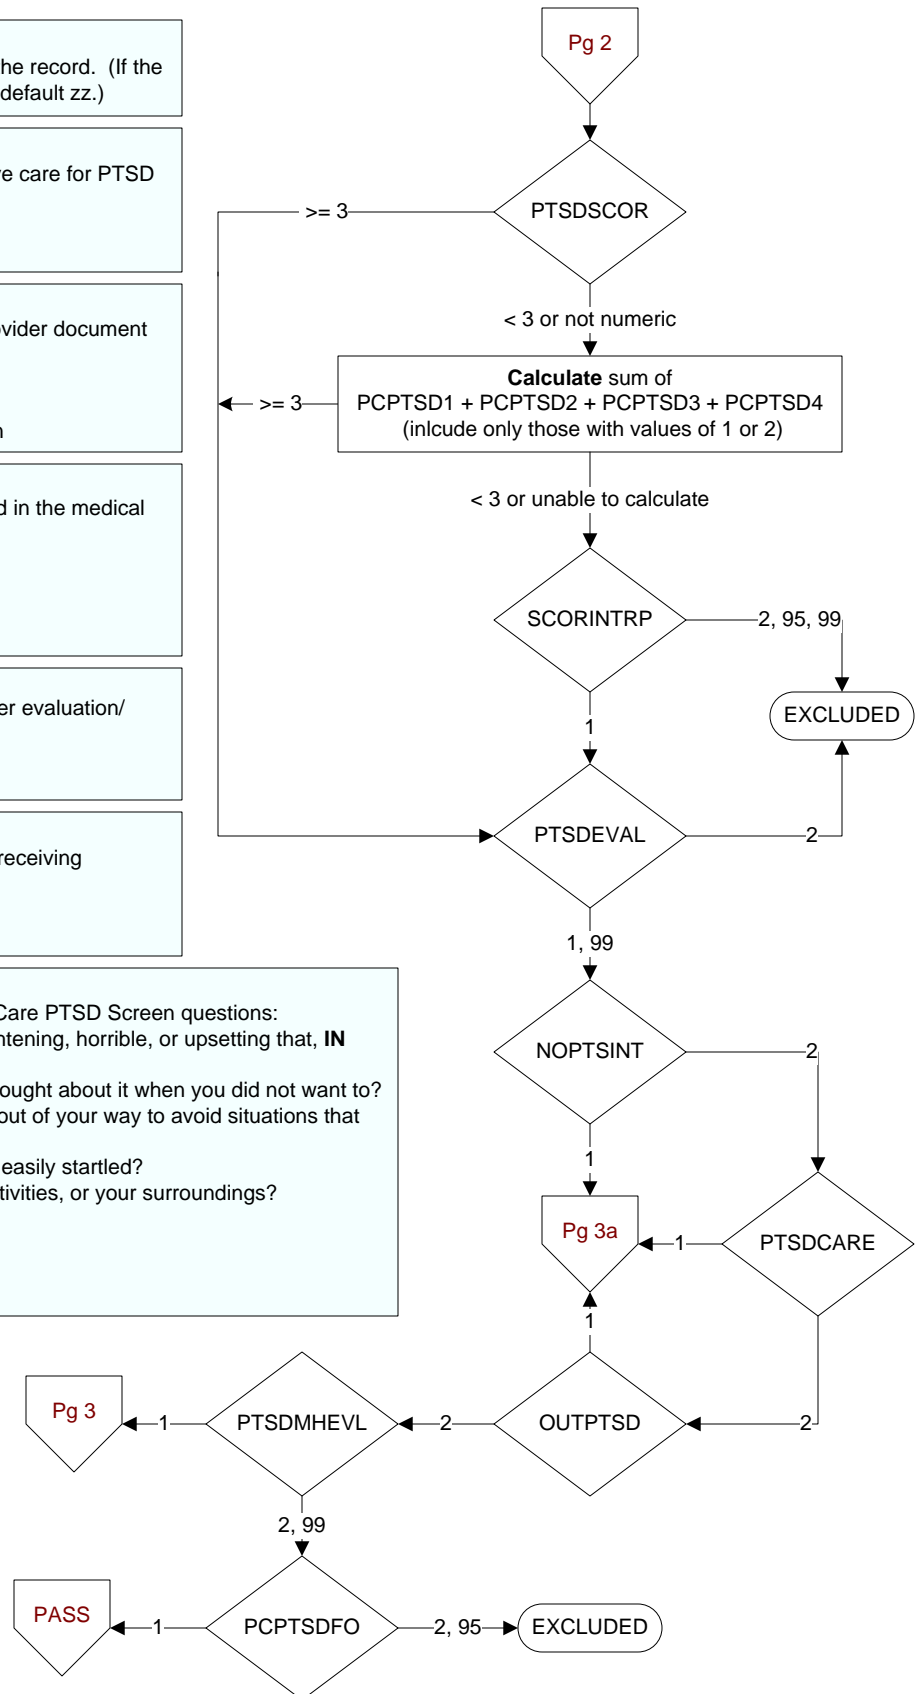 he record.  (If the
default zz.)
e care for PTSD
vider document
n
d in the medical
er evaluation/
receiving
Care PTSD Screen questions:
ntening, horrible, or upsetting that, IN
ought about it when you did not want to?
out of your way to avoid situations that
easily startled?
tivities, or your surroundings?
Pg 2
PTSDSCOR
>= 3
< 3 or not numeric
Calculate sum of
PCPTSD1 + PCPTSD2 + PCPTSD3 + PCPTSD4
(inlcude only those with values of 1 or 2)
>= 3
< 3 or unable to calculate
SCORINTRP
2, 95, 99
EXCLUDED
1
PTSDEVAL
2
1, 99
NOPTSINT
2
1
Pg 3a
1
PTSDCARE
1
2
OUTPTSD
2
PTSDMHEVL
1
Pg 3
2, 99
PCPTSDFO
1
PASS
2, 95
EXCLUDED